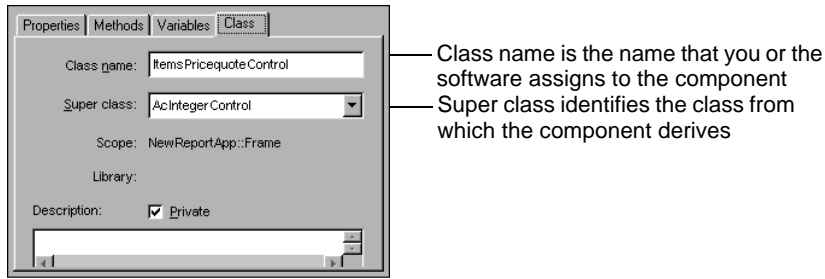 Properties Methods Variables Class
Class name: ItemsPricequoteControl
Super class: AcIntegerControl
Scope: NewReportApp::Frame
Library:
Description: Private
Class name is the name that you or the
software assigns to the component
Super class identifies the class from
which the component derives